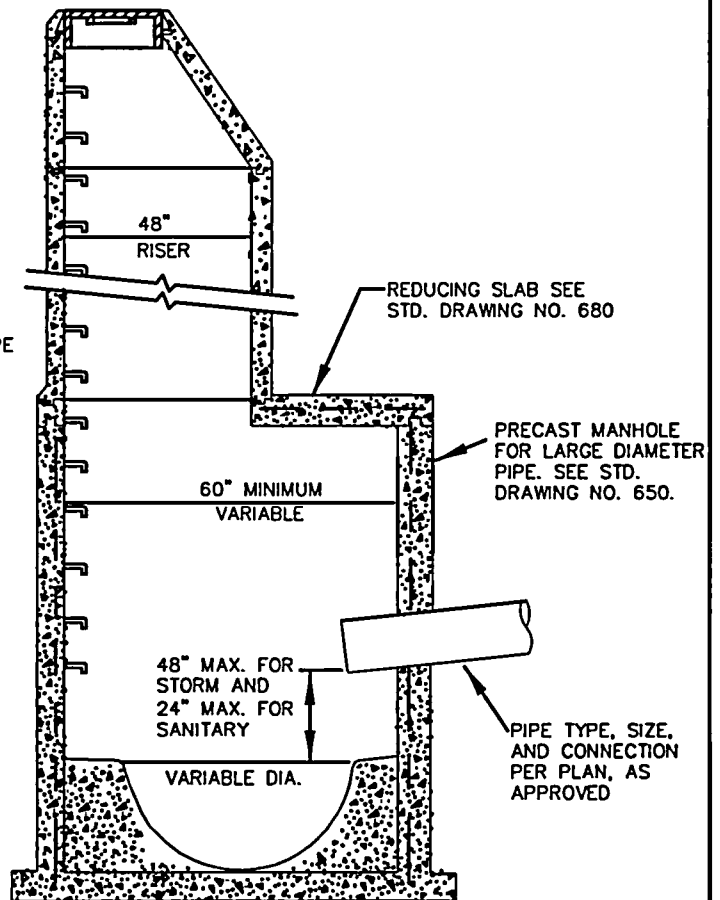 48"
RISER
REDUCING SLAB SEE
STD. DRAWING NO. 680
PE
PRECAST MANHOLE
FOR LARGE DIAMETER
PIPE. SEE STD.
DRAWING NO. 650.
60" MINIMUM
VARIABLE
48" MAX. FOR
STORM AND
24" MAX. FOR
SANITARY
VARIABLE DIA.
PIPE TYPE, SIZE,
AND CONNECTION
PER PLAN, AS
APPROVED